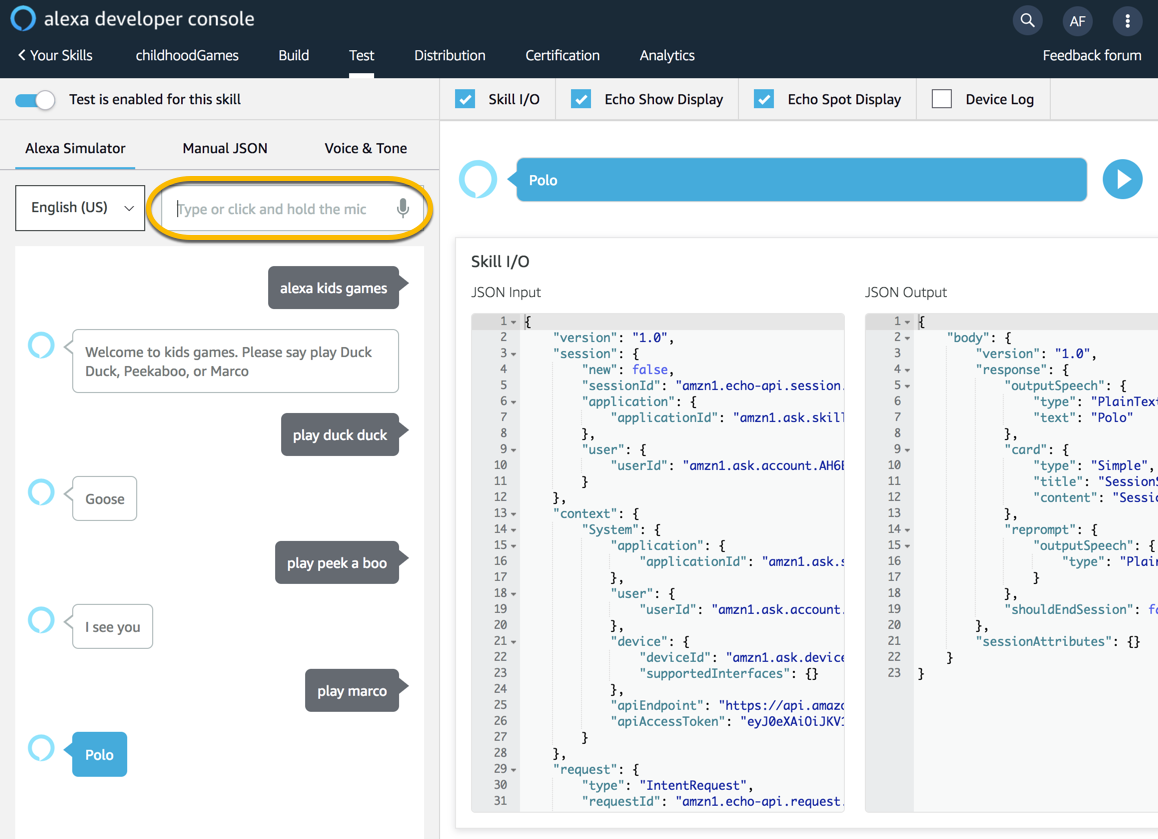 alexa developer console
AF
Your Skills
childhoodGames
Build
Test
Distribution
Certification
Analytics
Feedback forum
Test is enabled for this skill
Skill I/O
Echo Show Display
Echo Spot Display
Device Log
Alexa Simulator
Manual JSON
Voice & Tone
English (US)
Type or click and hold the mic
alexa kids games
Welcome to kids games. Please say play Duck
Duck, Peekaboo, or Marco
play duck duck
Goose
play peek a boo
I see you
play marco
Polo
Polo
Skill I/O
JSON Input
1 {
2 "version": "1.0",
3 "session": {
4 "new": false,
5 "sessionId": "amzn1.echo-api.session.
6 "application": {
7 "applicationId": "amzn1.ask.skill
8 },
9 "user": {
10 "userId": "amzn1.ask.account.AH6E
11 }
12 },
13 "context": {
14 "System": {
15 "application": {
16 "applicationId": "amzn1.ask.s
17 },
18 "user": {
19 "userId": "amzn1.ask.account.
20 },
21 "device": {
22 "deviceId": "amzn1.ask.device
23 "supportedInterfaces": {}
24 },
25 "apiEndpoint": "https://api.amazo
26 "apiAccessToken": "eyJ0eXAiOiJKV1
27 }
28 },
29 "request": {
30 "type": "IntentRequest",
31 "requestId": "amzn1.echo-api.request.
JSON Output
1 {
2 "body": {
3 "version": "1.0",
4 "response": {
5 "outputSpeech": {
6 "type": "PlainText
7 "text": "Polo"
8 },
9 "card": {
10 "type": "Simple",
11 "title": "SessionS
12 "content": "Sessio
13 },
14 "reprompt": {
15 "outputSpeech": {
16 "type": "Plain
17 }
18 },
19 "shouldEndSession": fa
20 },
21 "sessionAttributes": {}
22 }
23 }